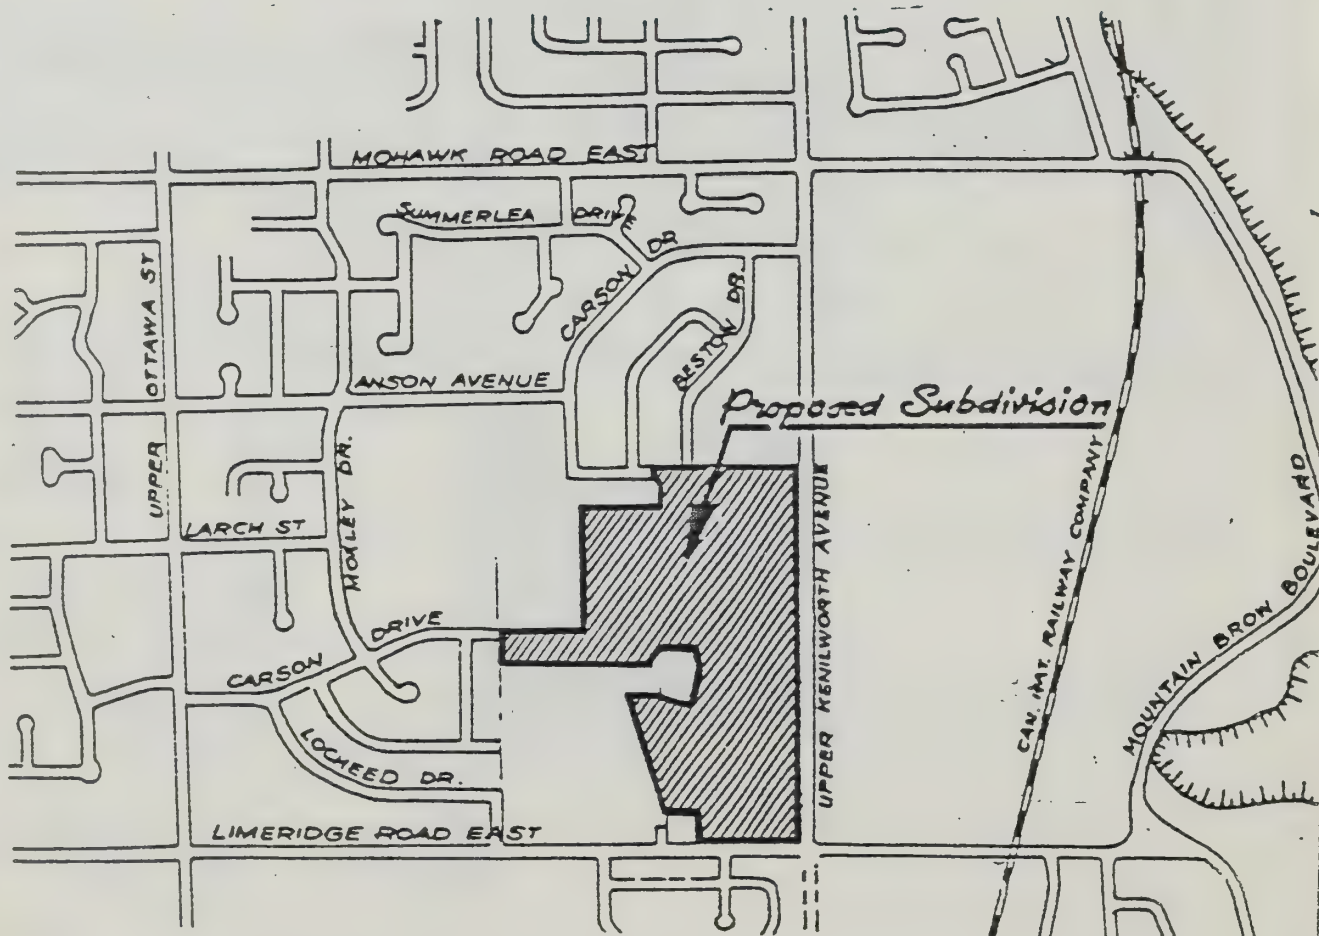 MOHAWK ROAD EAST
SUMMERLEA DRIVE
CARSON DR
BESTON DR.
UPPER OTTAWA ST
ANSON AVENUE
Proposed Subdivision
MOXLEY DR.
LARCH ST
UPPER KENILWORTH AVENUE
CAN. NAT. RAILWAY COMPANY
MOUNTAIN BROW BOULEVARD
CARSON DRIVE
LOCHEED DR.
LIMERIDGE ROAD EAST